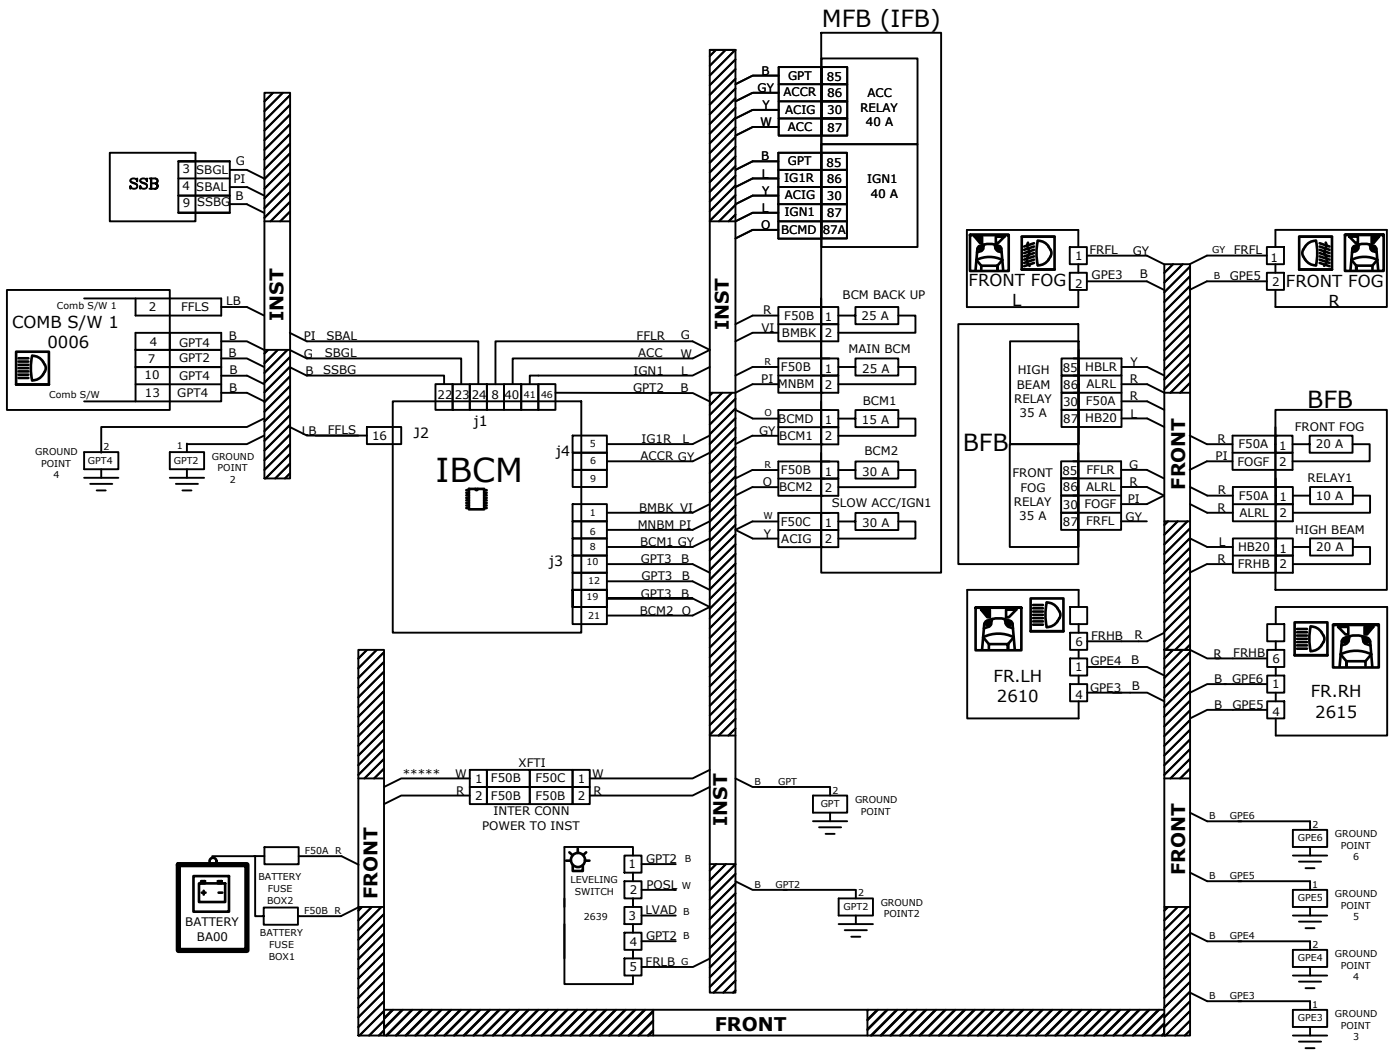 MFB (IFB)
B GPT 85
GY ACCR 86
Y ACIG 30
W ACC 87
ACC
RELAY
40 A
B GPT 85
L IG1R 86
Y ACIG 30
L IGN1 87
O BCMD 87A
IGN1
40 A
BCM BACK UP
R F50B 1 25 A
VI BMBK 2
MAIN BCM
R F50B 1 25 A
PI MNBM 2
BCM1
O BCMD 1 15 A
GY BCM1 2
BCM2
R F50B 1 30 A
O BCM2 2
SLOW ACC/IGN1
W F50C 1 30 A
Y ACIG 2
SSB
3 SBGL G
4 SBAL PI
9 SSBG B
INST
COMB S/W 1
0006
Comb S/W 1
Comb S/W
2 FFLS LB
4 GPT4 B
7 GPT2 B
10 GPT4 B
13 GPT4 B
GROUND
POINT
4
2
GPT4
1
GPT2
GROUND
POINT
2
PI SBAL
G SBGL
B SSBG
LB FFLS 16 J2
22 23 24 8 40 41 46
j1
FFLR G
ACC W
IGN1 L
GPT2 B
IBCM
j4
5 IG1R L
6 ACCR GY
9
j3
1 BMBK VI
6 MNBM PI
8 BCM1 GY
10 GPT3 B
12 GPT3 B
19 GPT3 B
21 BCM2 O
INST
FRONT FOG
L
1 FRFL GY
2 GPE3 B
GY FRFL 1
B GPE5 2
FRONT FOG
R
BFB
HIGH
BEAM
RELAY
35 A
85 HBLR Y
86 ALRL R
30 F50A R
87 HB20 L
FRONT
FOG
RELAY
35 A
85 FFLR G
86 ALRL R
30 FOGF PI
87 FRFL GY
FRONT
BFB
FRONT FOG
R F50A 1 20 A
PI FOGF 2
RELAY1
R F50A 1 10 A
R ALRL 2
HIGH BEAM
L HB20 1 20 A
R FRHB 2
FR.LH
2610
6 FRHB R
1 GPE4 B
4 GPE3 B
R FRHB 6
B GPE6 1
B GPE5 4
FR.RH
2615
XFTI
***** W 1 F50B F50C 1 W
R 2 F50B F50B 2 R
INTER CONN
POWER TO INST
INST
B GPT
2
GPT
GROUND
POINT
B GPT2
2
GPT2
GROUND
POINT2
LEVELING
SWITCH
2639
1 GPT2 B
2 POSL W
3 LVAD B
4 GPT2 B
5 FRLB G
FRONT
BATTERY
BA00
F50A R
BATTERY
FUSE
BOX2
F50B R
BATTERY
FUSE
BOX1
FRONT
FRONT
B GPE6
2
GPE6
GROUND
POINT
6
B GPE5
1
GPE5
GROUND
POINT
5
B GPE4
2
GPE4
GROUND
POINT
4
B GPE3
1
GPE3
GROUND
POINT
3